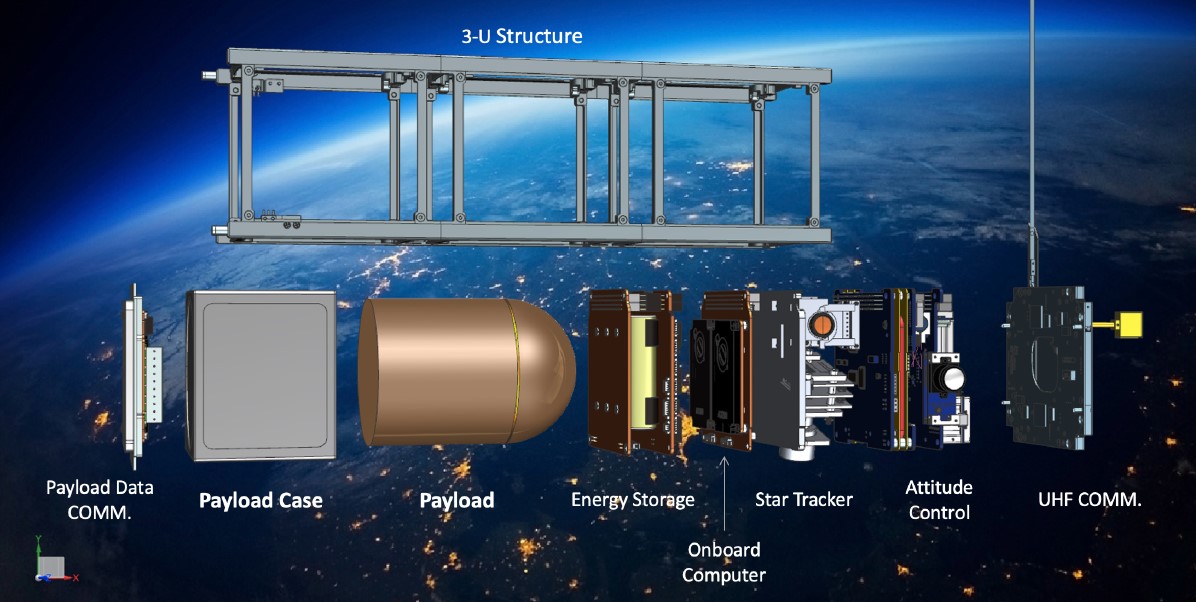 3-U Structure
Payload Data
COMM.
Payload Case
Payload
Energy Storage
Onboard
Computer
Star Tracker
Attitude
Control
UHF COMM.
Y
X